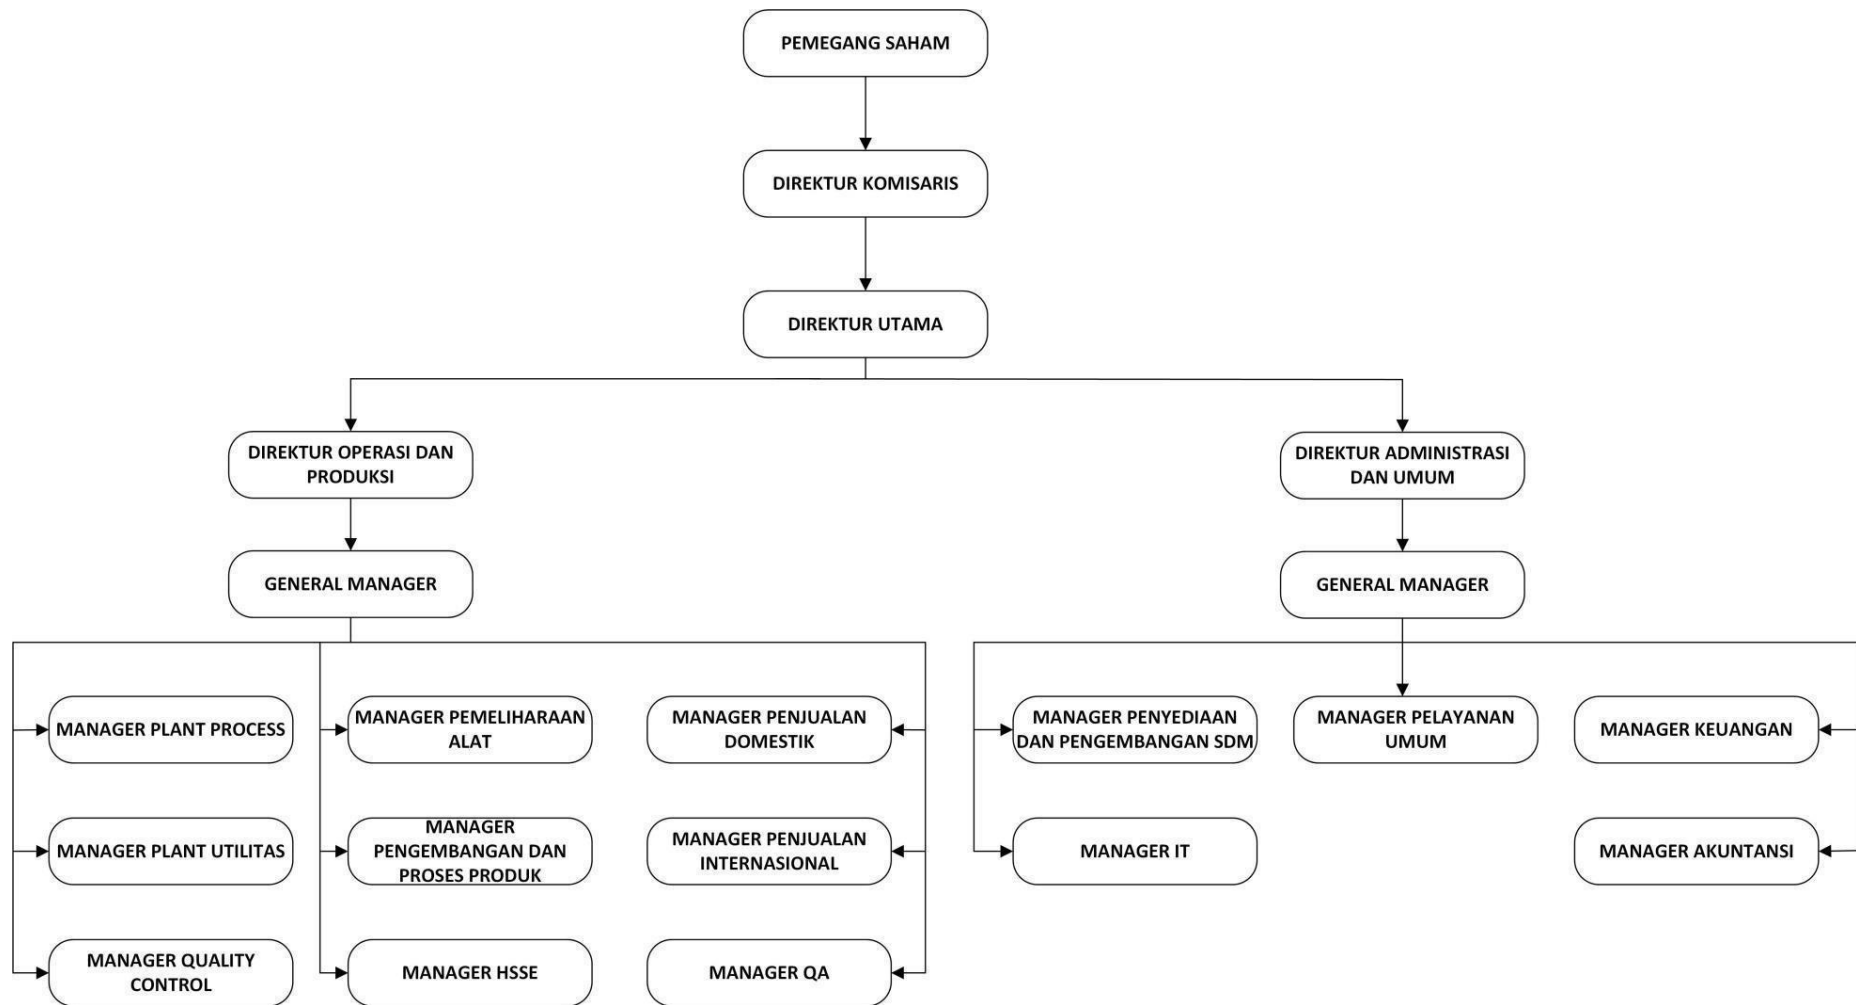 PEMEGANG SAHAM
DIREKTUR KOMISARIS
DIREKTUR UTAMA
DIREKTUR OPERASI DAN
PRODUKSI
DIREKTUR ADMINISTRASI
DAN UMUM
GENERAL MANAGER
GENERAL MANAGER
MANAGER PLANT PROCESS
MANAGER PEMELIHARAAN
ALAT
MANAGER PENJUALAN
DOMESTIK
MANAGER PENYEDIAAN
DAN PENGEMBANGAN SDM
MANAGER PELAYANAN
UMUM
MANAGER KEUANGAN
MANAGER PLANT UTILITAS
MANAGER
PENGEMBANGAN DAN
PROSES PRODUK
MANAGER PENJUALAN
INTERNASIONAL
MANAGER IT
MANAGER AKUNTANSI
MANAGER QUALITY
CONTROL
MANAGER HSSE
MANAGER QA